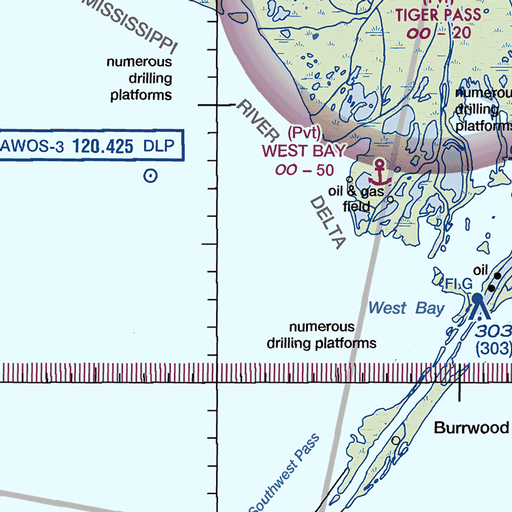 MISSISSIPPI
TIGER PASS
OO – 20
numerous
drilling
platforms
numerous
drilling
platforms
RIVER
DELTA
AWOS-3 120.425 DLP
(Pvt)
WEST BAY
OO – 50
oil & gas
field
oil
Fl G
West Bay
303
(303)
numerous
drilling platforms
Burrwood
Southwest Pass